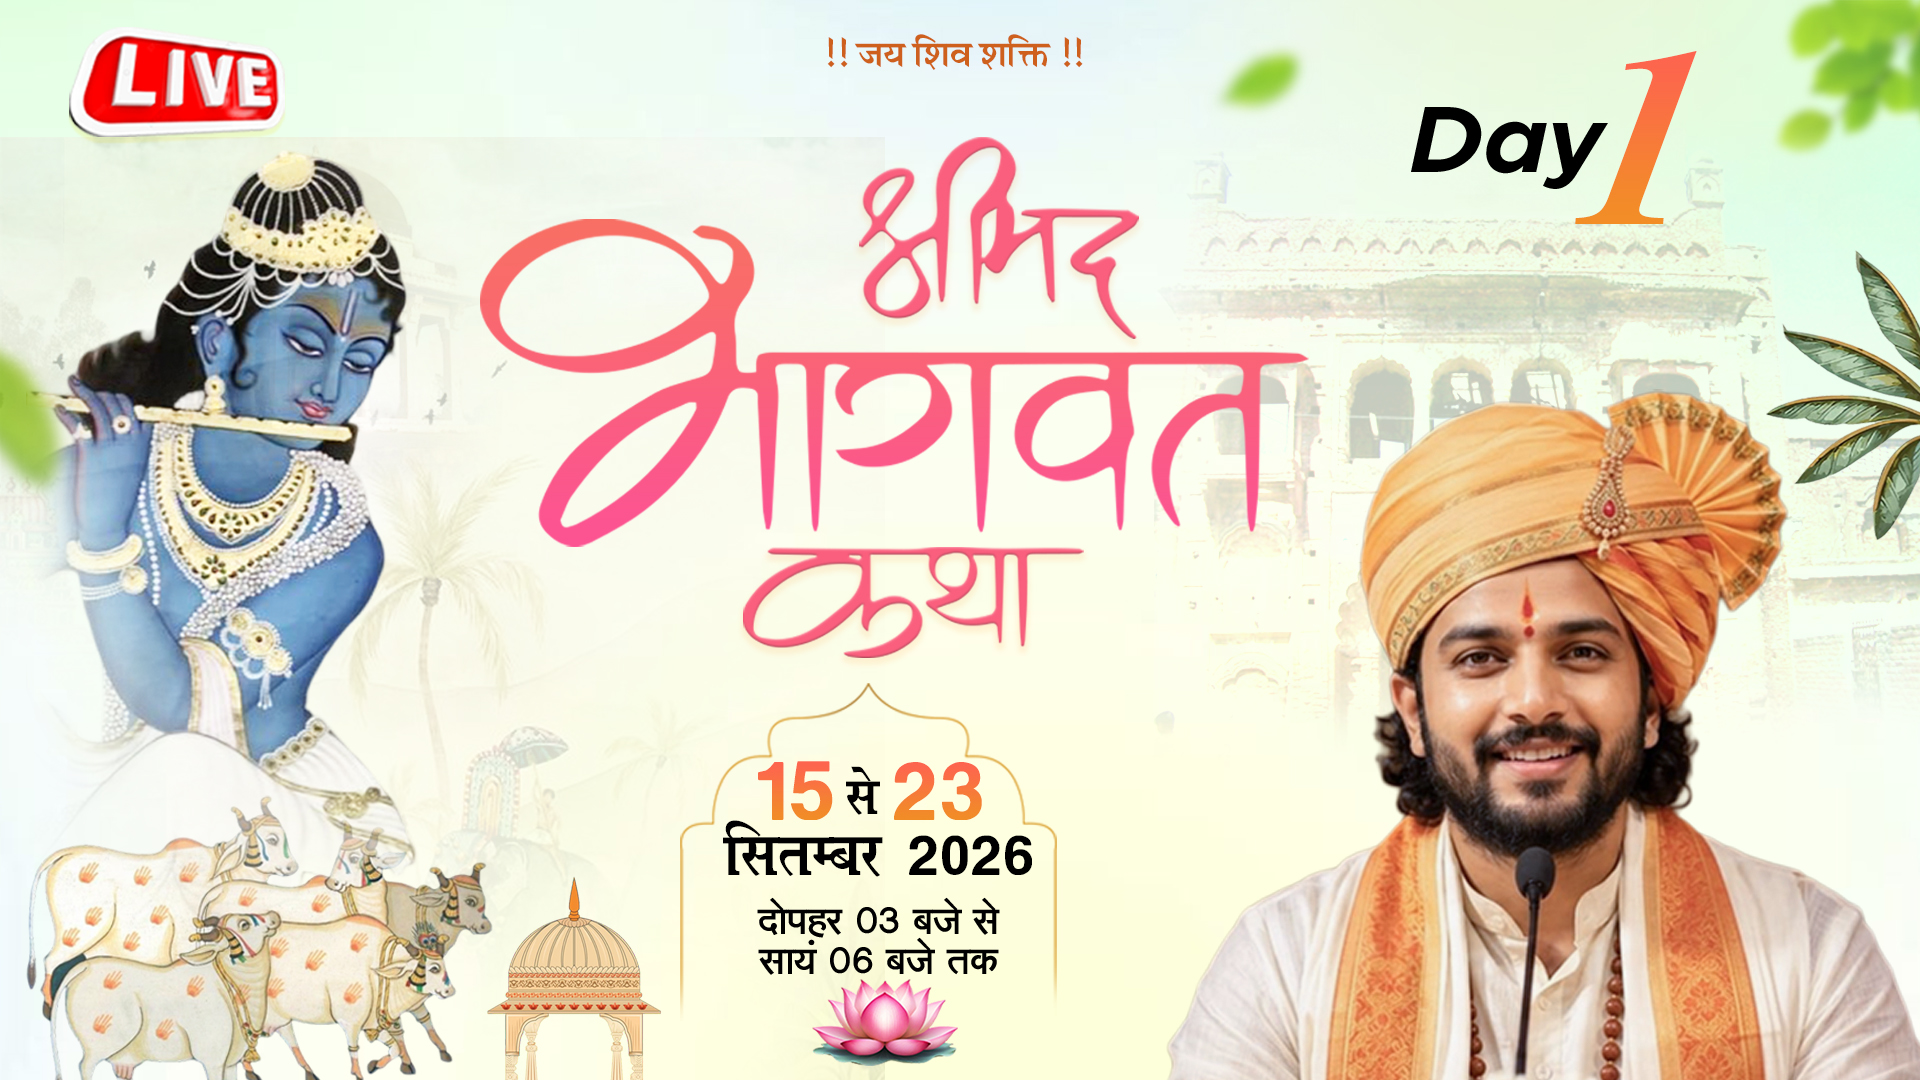 LIVE
!! जय शिव शक्ति !!
Day 1
श्रीमद
भागवत
कथा
15 से 23
सितम्बर 2026
दोपहर 03 बजे से
सायं 06 बजे तक